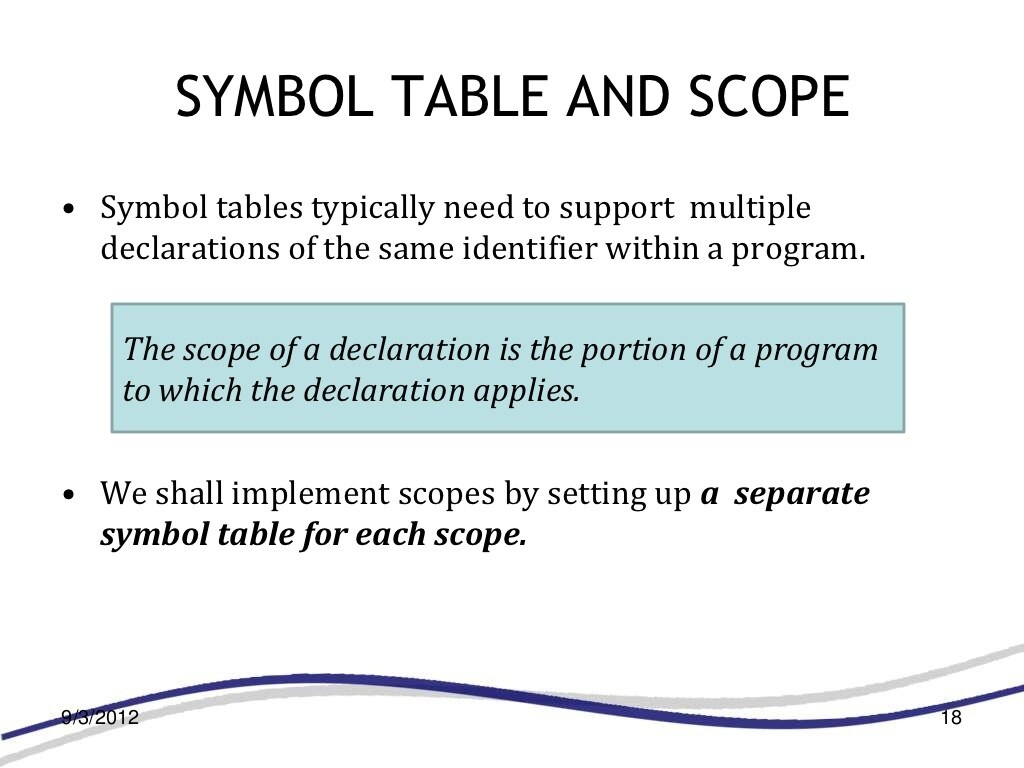 SYMBOL TABLE AND SCOPE
• Symbol tables typically need to support  multiple
declarations of the same identifier within a program.
The scope of a declaration is the portion of a program
to which the declaration applies.
• We shall implement scopes by setting up a  separate
symbol table for each scope.
9/3/2012
18